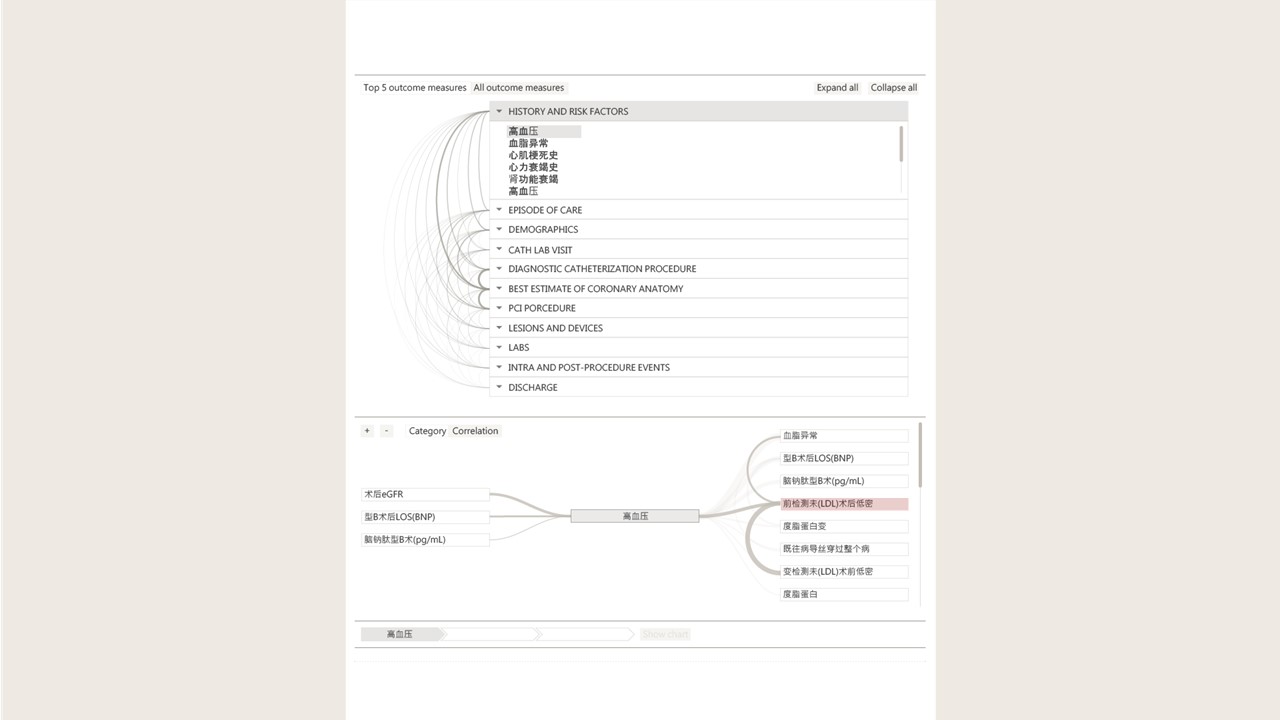 Top 5 outcome measures All outcome measures Expand all Collapse all
HISTORY AND RISK FACTORS
高血压
血脂异常
心肌梗死史
心力衰竭史
肾功能衰竭
高血压
EPISODE OF CARE
DEMOGRAPHICS
CATH LAB VISIT
DIAGNOSTIC CATHETERIZATION PROCEDURE
BEST ESTIMATE OF CORONARY ANATOMY
PCI PORCEDURE
LESIONS AND DEVICES
LABS
INTRA AND POST-PROCEDURE EVENTS
DISCHARGE
+ - Category Correlation
术后eGFR
型B术后LOS(BNP)
脑钠肽型B术(pg/mL)
高血压
血脂异常
型B术后LOS(BNP)
脑钠肽型B术(pg/mL)
前检测未(LDL)术后低密
度脂蛋白变
既往病导丝穿过整个病
变检测未(LDL)术前低密
度脂蛋白
高血压 Show chart